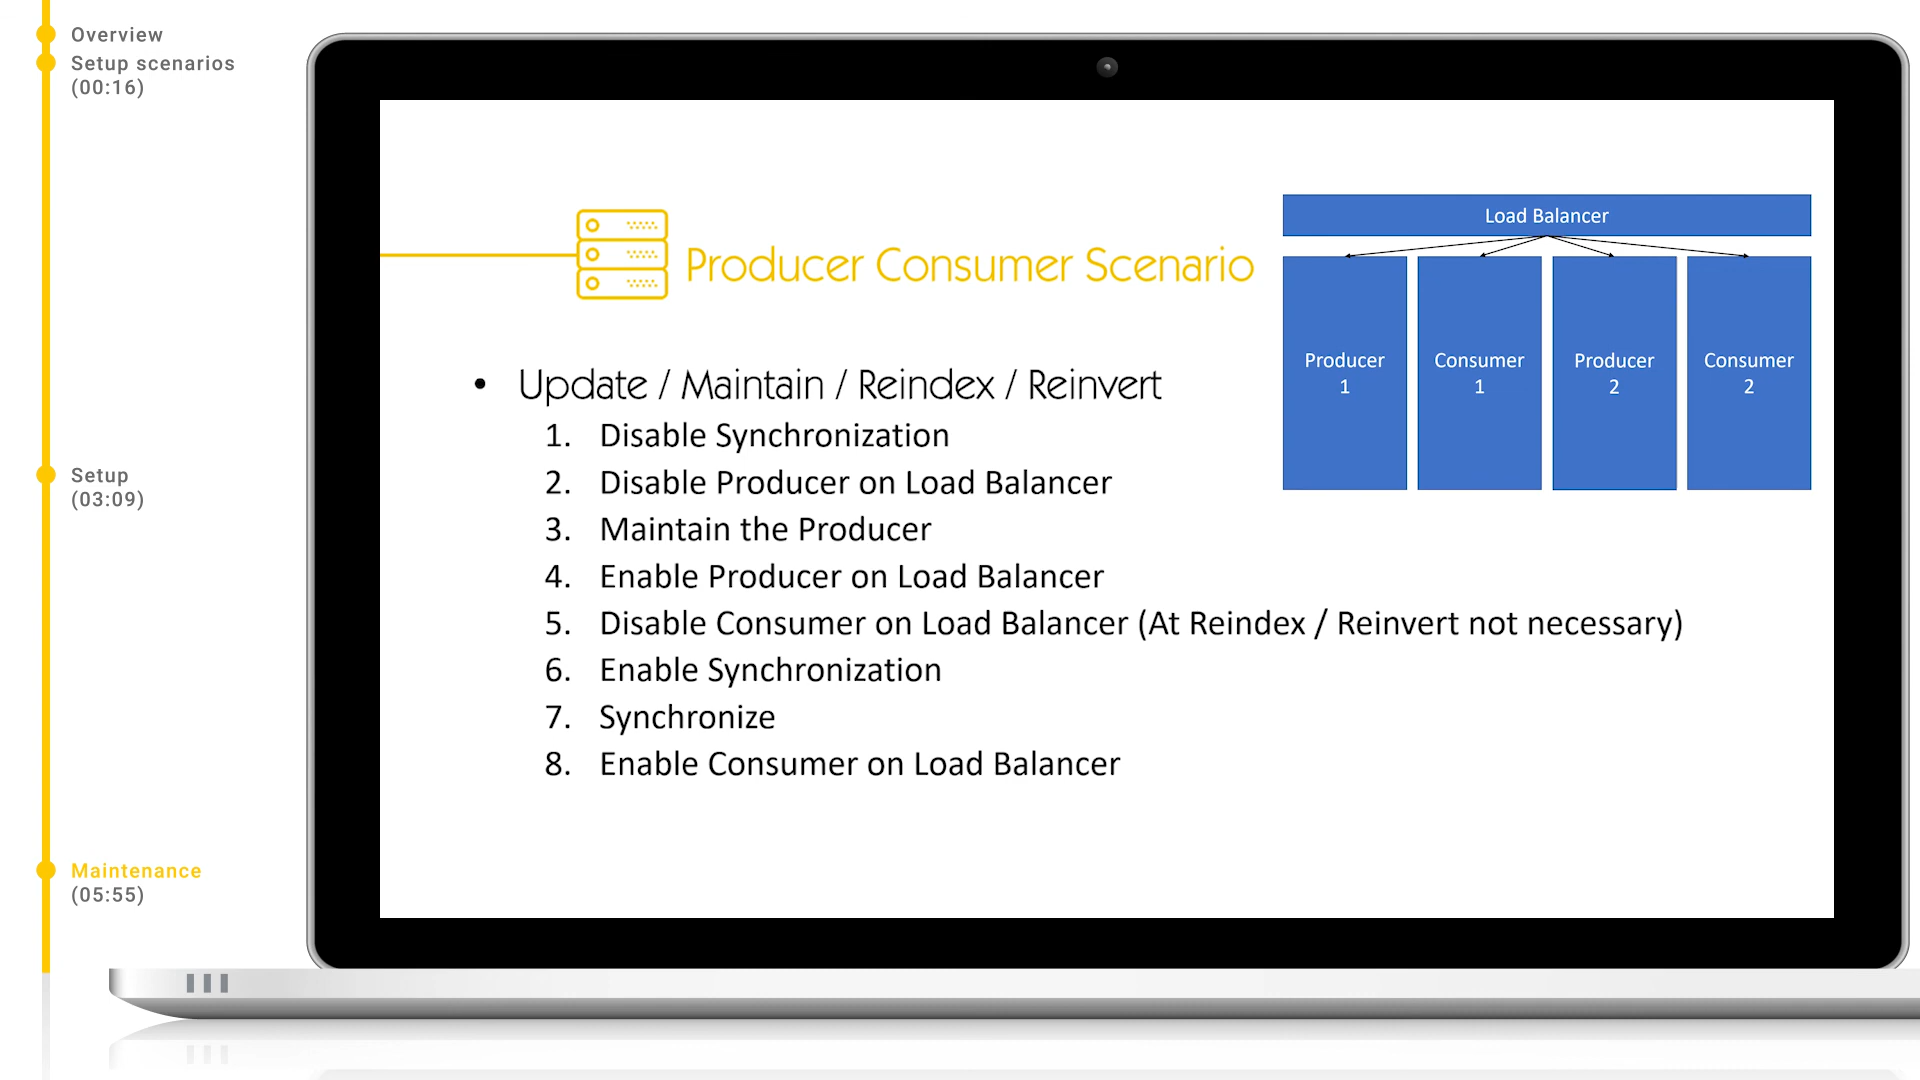 Overview
Setup scenarios
(00:16)
Setup
(03:09)
Maintenance
(05:55)
Producer Consumer Scenario
• Update / Maintain / Reindex / Reinvert
1. Disable Synchronization
2. Disable Producer on Load Balancer
3. Maintain the Producer
4. Enable Producer on Load Balancer
5. Disable Consumer on Load Balancer (At Reindex / Reinvert not necessary)
6. Enable Synchronization
7. Synchronize
8. Enable Consumer on Load Balancer
Load Balancer
Producer
1
Consumer
1
Producer
2
Consumer
2